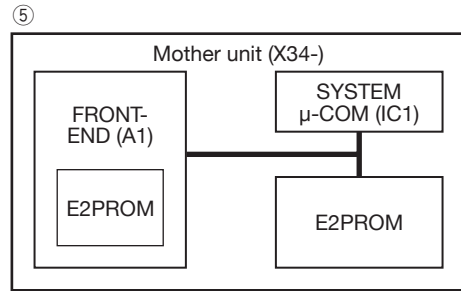 ⑤
Mother unit (X34-)
FRONT-
END (A1)
E2PROM
SYSTEM
µ-COM (IC1)
E2PROM